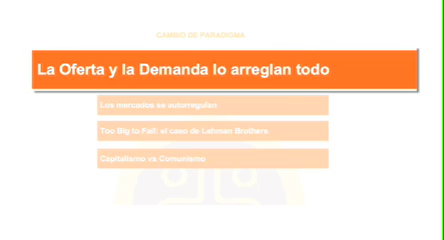 CAMBIO DE PARADIGMA
La Oferta y la Demanda lo arreglan todo
Los mercados se autorregulan
Too Big to Fail: el caso de Lehman Brothers
Capitalismo vs Comunismo